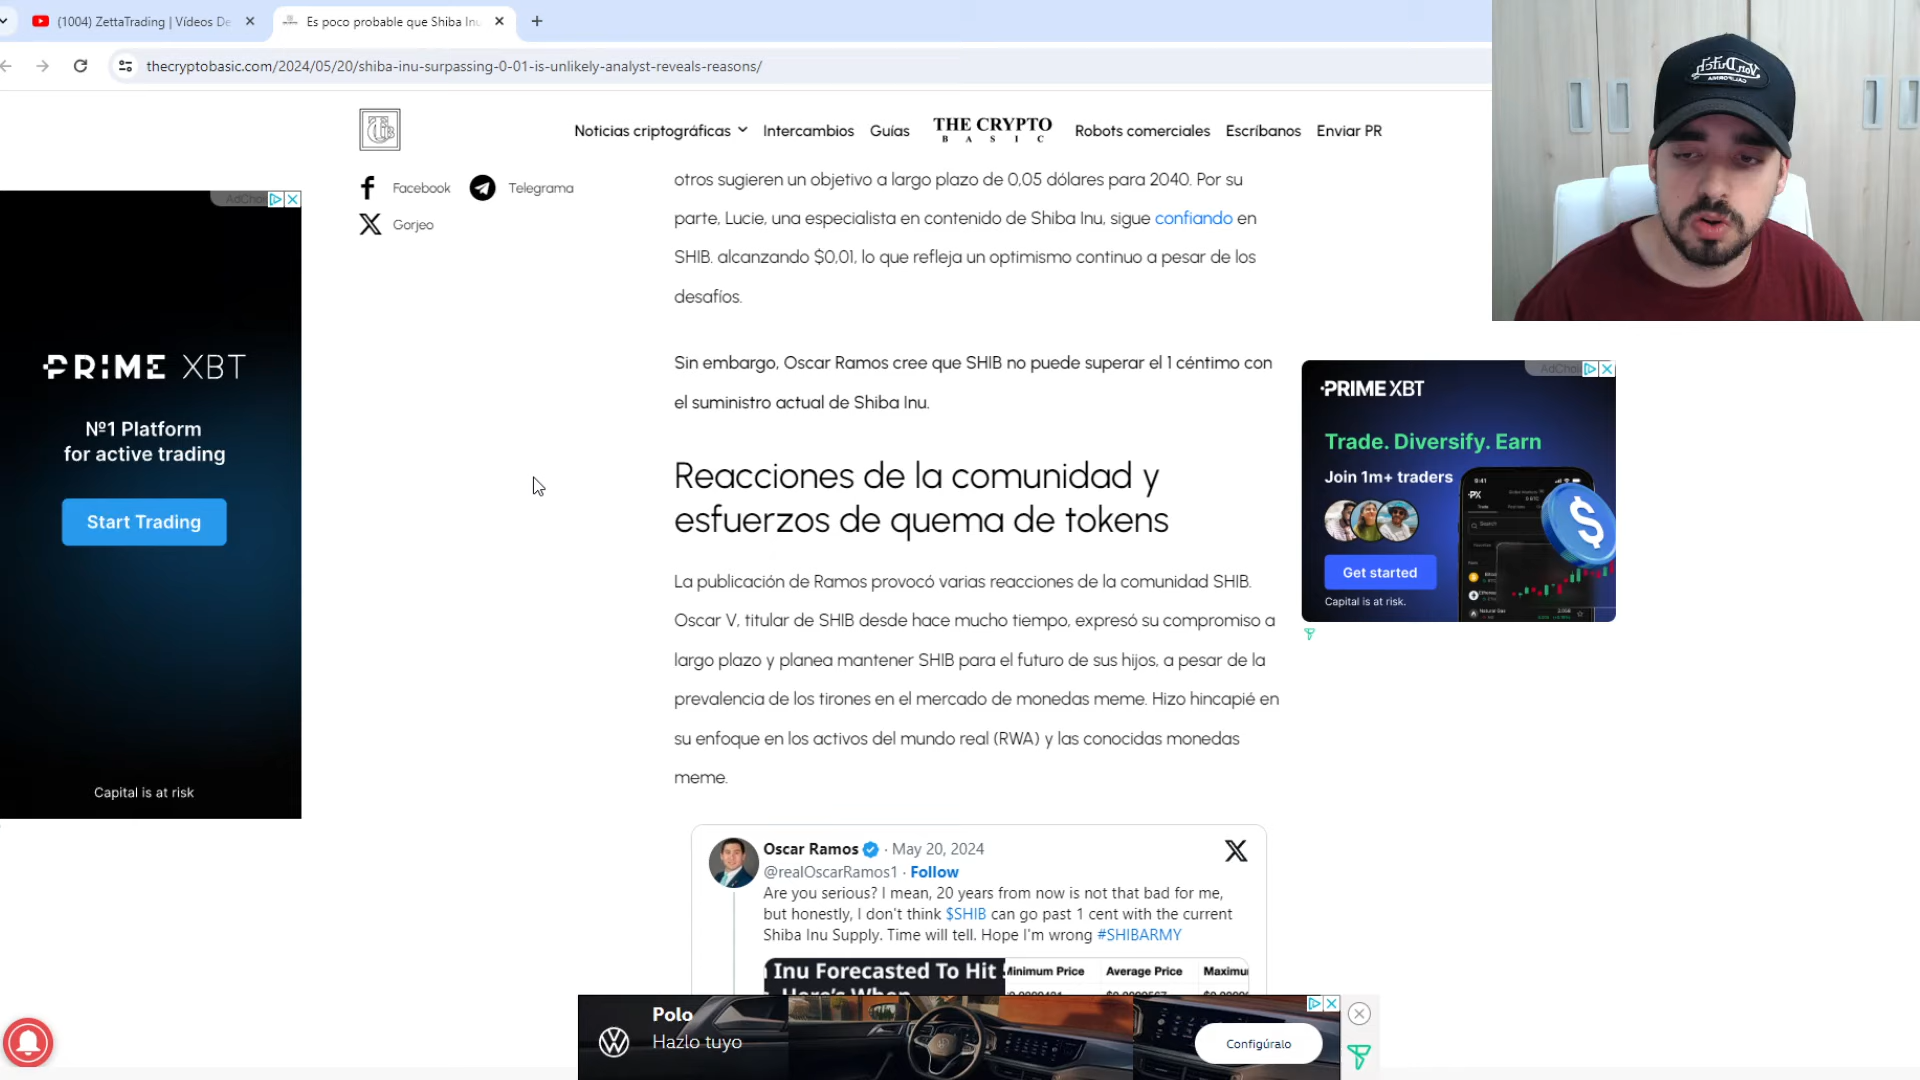 (1004) ZettaTrading | Vídeos De
Es poco probable que Shiba Inu
thecryptobasic.com/2024/05/20/shiba-inu-surpassing-0-01-is-unlikely-analyst-reveals-reasons/
Noticias criptográficas
Intercambios
Guías
THE CRYPTO
BASIC
Robots comerciales
Escríbanos
Enviar PR
Facebook
Telegrama
Gorjeo
otros sugieren un objetivo a largo plazo de 0,05 dólares para 2040. Por su
parte, Lucie, una especialista en contenido de Shiba Inu, sigue confiando en
SHIB. alcanzando $0,01, lo que refleja un optimismo continuo a pesar de los
desafíos.
Sin embargo, Oscar Ramos cree que SHIB no puede superar el 1 céntimo con
el suministro actual de Shiba Inu.
Reacciones de la comunidad y
esfuerzos de quema de tokens
La publicación de Ramos provocó varias reacciones de la comunidad SHIB.
Oscar V, titular de SHIB desde hace mucho tiempo, expresó su compromiso a
largo plazo y planea mantener SHIB para el futuro de sus hijos, a pesar de la
prevalencia de los tirones en el mercado de monedas meme. Hizo hincapié en
su enfoque en los activos del mundo real (RWA) y las conocidas monedas
meme.
Oscar Ramos · May 20, 2024
@realOscarRamos1 · Follow
Are you serious? I mean, 20 years from now is not that bad for me,
but honestly, I don't think $SHIB can go past 1 cent with the current
Shiba Inu Supply. Time will tell. Hope I'm wrong #SHIBARMY
Inu Forecasted To Hit
Here's When
Minimum Price
Average Price
Maximu
PRIME XBT
№1 Platform
for active trading
Start Trading
Capital is at risk
PRIME XBT
Trade. Diversify. Earn
Join 1m+ traders
Get started
Capital is at risk.
Polo
Hazlo tuyo
Configúralo